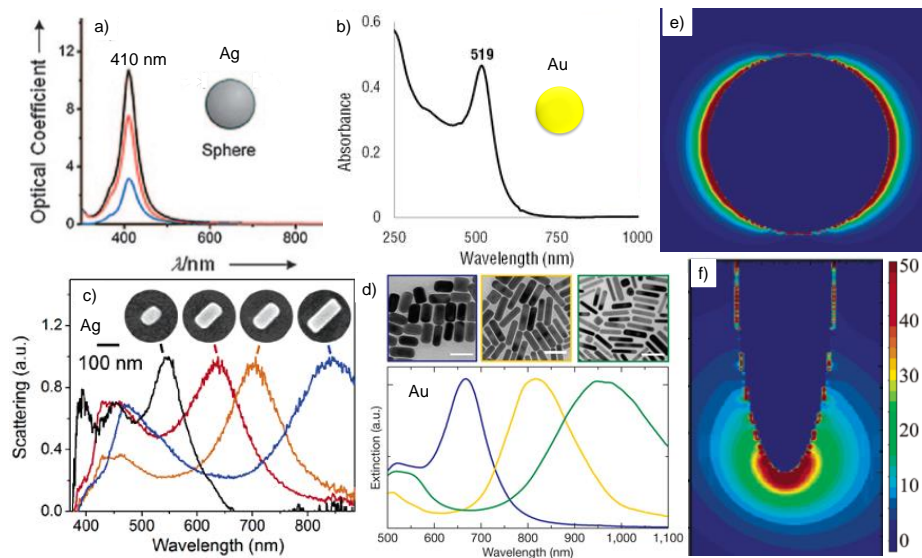 a)
Optical Coefficient
12
8
4
0
410 nm
Ag
Sphere
400
600
800
λ/nm
b)
Absorbance
0.6
0.4
0.2
0
519
Au
250
500
750
1000
Wavelength (nm)
e)
c)
Ag
100 nm
Scattering (a.u.)
1.2
0.8
0.4
0.0
400 500 600 700 800
Wavelength (nm)
d)
Au
Extinction (a.u.)
500 600 700 800 900 1,000 1,100
Wavelength (nm)
f)
50
40
30
20
10
0